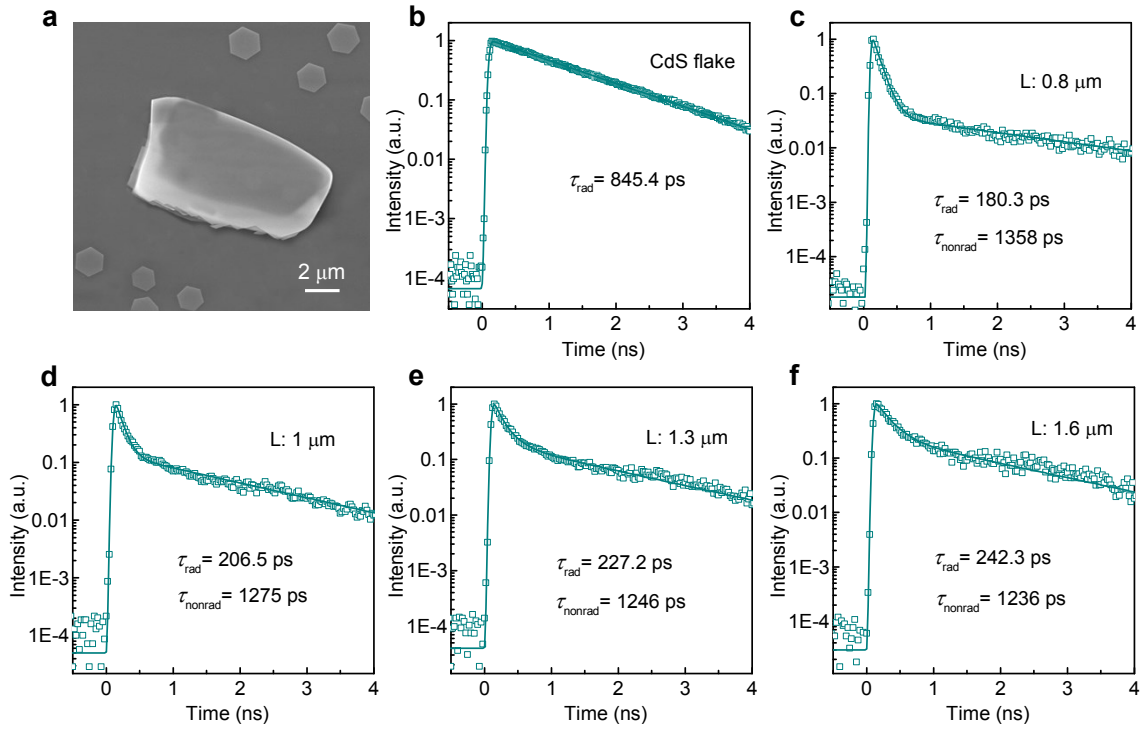 a
2 μm
b
Intensity (a.u.)
1
0.1
0.01
1E-3
1E-4
CdS flake
τrad= 845.4 ps
0 1 2 3 4
Time (ns)
c
Intensity (a.u.)
1
0.1
0.01
1E-3
1E-4
L: 0.8 μm
τrad= 180.3 ps
τnonrad= 1358 ps
0 1 2 3 4
Time (ns)
d
Intensity (a.u.)
1
0.1
0.01
1E-3
1E-4
L: 1 μm
τrad= 206.5 ps
τnonrad= 1275 ps
0 1 2 3 4
Time (ns)
e
Intensity (a.u.)
1
0.1
0.01
1E-3
1E-4
L: 1.3 μm
τrad= 227.2 ps
τnonrad= 1246 ps
0 1 2 3 4
Time (ns)
f
Intensity (a.u.)
1
0.1
0.01
1E-3
1E-4
L: 1.6 μm
τrad= 242.3 ps
τnonrad= 1236 ps
0 1 2 3 4
Time (ns)